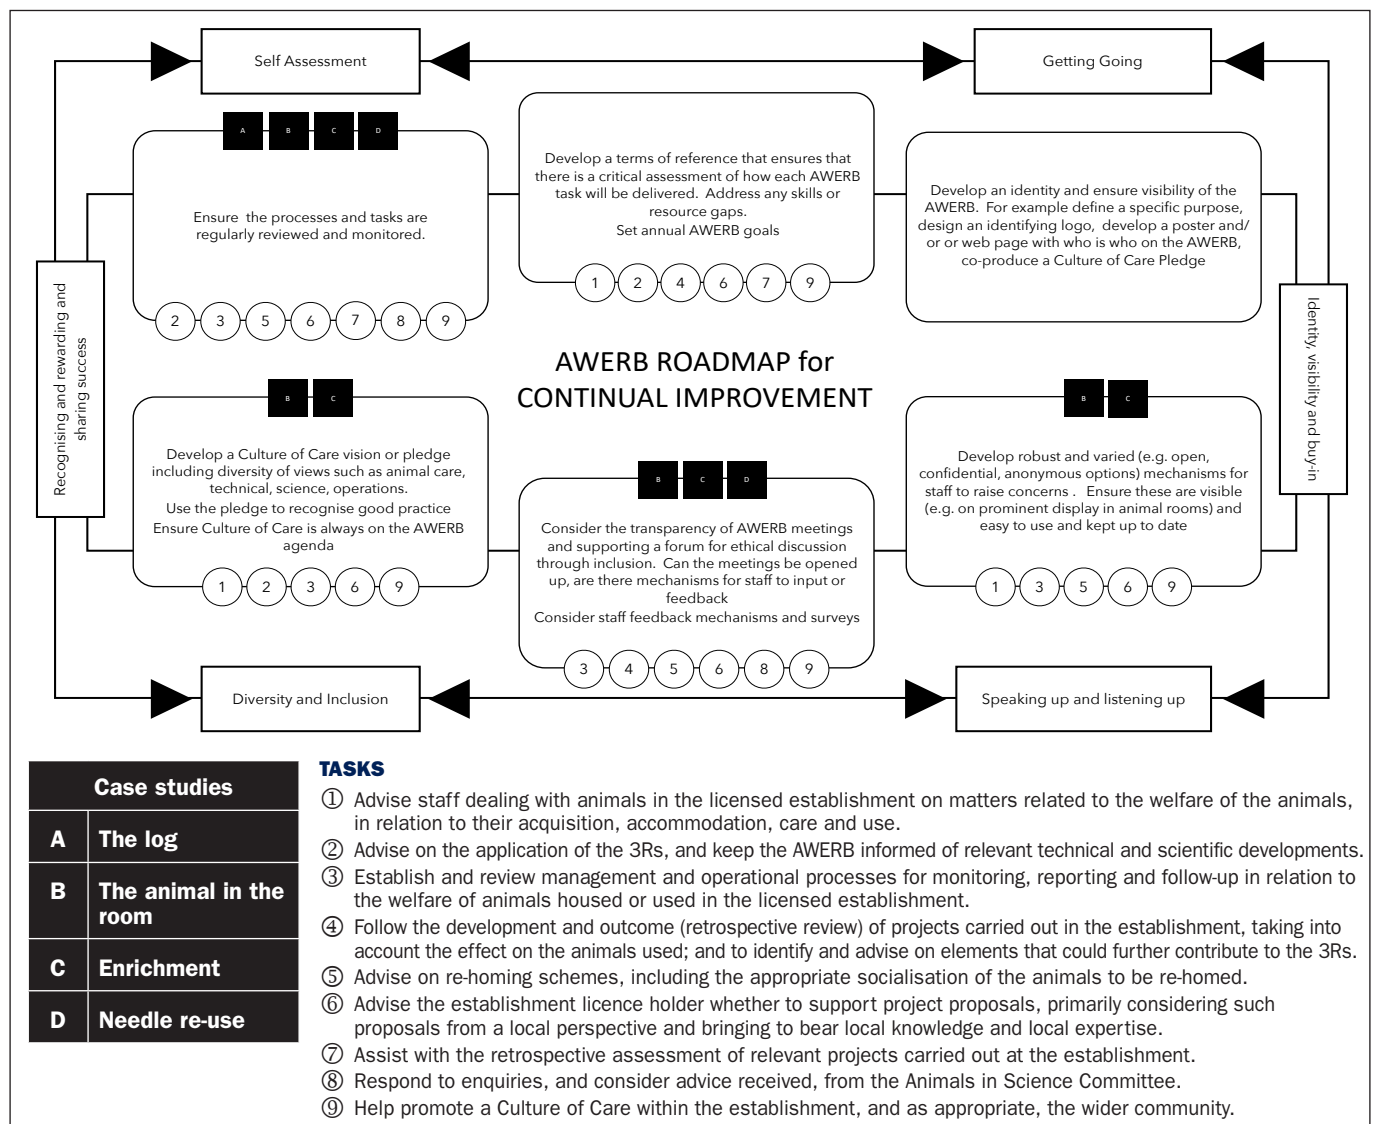 Self Assessment
Getting Going
A B C D
Ensure the processes and tasks are
regularly reviewed and monitored.
2 3 5 6 7 8 9
Develop a terms of reference that ensures that
there is a critical assessment of how each AWERB
task will be delivered. Address any skills or
resource gaps.
Set annual AWERB goals
1 2 4 6 7 9
Develop an identity and ensure visibility of the
AWERB. For example define a specific purpose,
design an identifying logo, develop a poster and/
or or web page with who is who on the AWERB,
co-produce a Culture of Care Pledge
Recognising and rewarding and
sharing success
Identity, visibility and buy-in
AWERB ROADMAP for
CONTINUAL IMPROVEMENT
B C
Develop a Culture of Care vision or pledge
including diversity of views such as animal care,
technical, science, operations.
Use the pledge to recognise good practice
Ensure Culture of Care is always on the AWERB
agenda
1 2 3 6 9
B C D
Consider the transparency of AWERB meetings
and supporting a forum for ethical discussion
through inclusion. Can the meetings be opened
up, are there mechanisms for staff to input or
feedback
Consider staff feedback mechanisms and surveys
3 4 5 6 8 9
B C
Develop robust and varied (e.g. open,
confidential, anonymous options) mechanisms for
staff to raise concerns . Ensure these are visible
(e.g. on prominent display in animal rooms) and
easy to use and kept up to date
1 3 5 6 9
Diversity and Inclusion
Speaking up and listening up
Case studies
A The log
B The animal in the
room
C Enrichment
D Needle re-use
TASKS
① Advise staff dealing with animals in the licensed establishment on matters related to the welfare of the animals,
in relation to their acquisition, accommodation, care and use.
② Advise on the application of the 3Rs, and keep the AWERB informed of relevant technical and scientific developments.
③ Establish and review management and operational processes for monitoring, reporting and follow-up in relation to
the welfare of animals housed or used in the licensed establishment.
④ Follow the development and outcome (retrospective review) of projects carried out in the establishment, taking into
account the effect on the animals used; and to identify and advise on elements that could further contribute to the 3Rs.
⑤ Advise on re-homing schemes, including the appropriate socialisation of the animals to be re-homed.
⑥ Advise the establishment licence holder whether to support project proposals, primarily considering such
proposals from a local perspective and bringing to bear local knowledge and local expertise.
⑦ Assist with the retrospective assessment of relevant projects carried out at the establishment.
⑧ Respond to enquiries, and consider advice received, from the Animals in Science Committee.
⑨ Help promote a Culture of Care within the establishment, and as appropriate, the wider community.